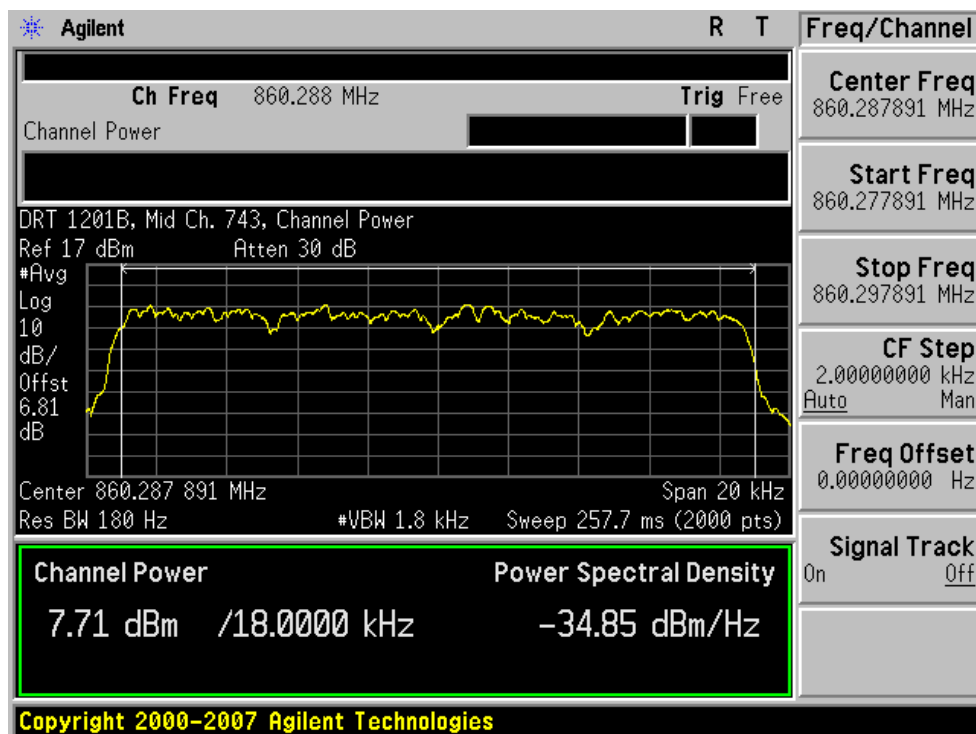 Agilent R T Freq/Channel
Ch Freq 860.288 MHz Trig Free
Channel Power
DRT 1201B, Mid Ch. 743, Channel Power
Ref 17 dBm Atten 30 dB
#Avg
Log
10
dB/
Offst
6.81
dB
Center 860.287 891 MHz Span 20 kHz
Res BW 180 Hz #VBW 1.8 kHz Sweep 257.7 ms (2000 pts)
Channel Power Power Spectral Density
7.71 dBm /18.0000 kHz -34.85 dBm/Hz
Center Freq
860.287891 MHz
Start Freq
860.277891 MHz
Stop Freq
860.297891 MHz
CF Step
2.00000000 kHz
Auto Man
Freq Offset
0.00000000 Hz
Signal Track
On Off
Copyright 2000-2007 Agilent Technologies